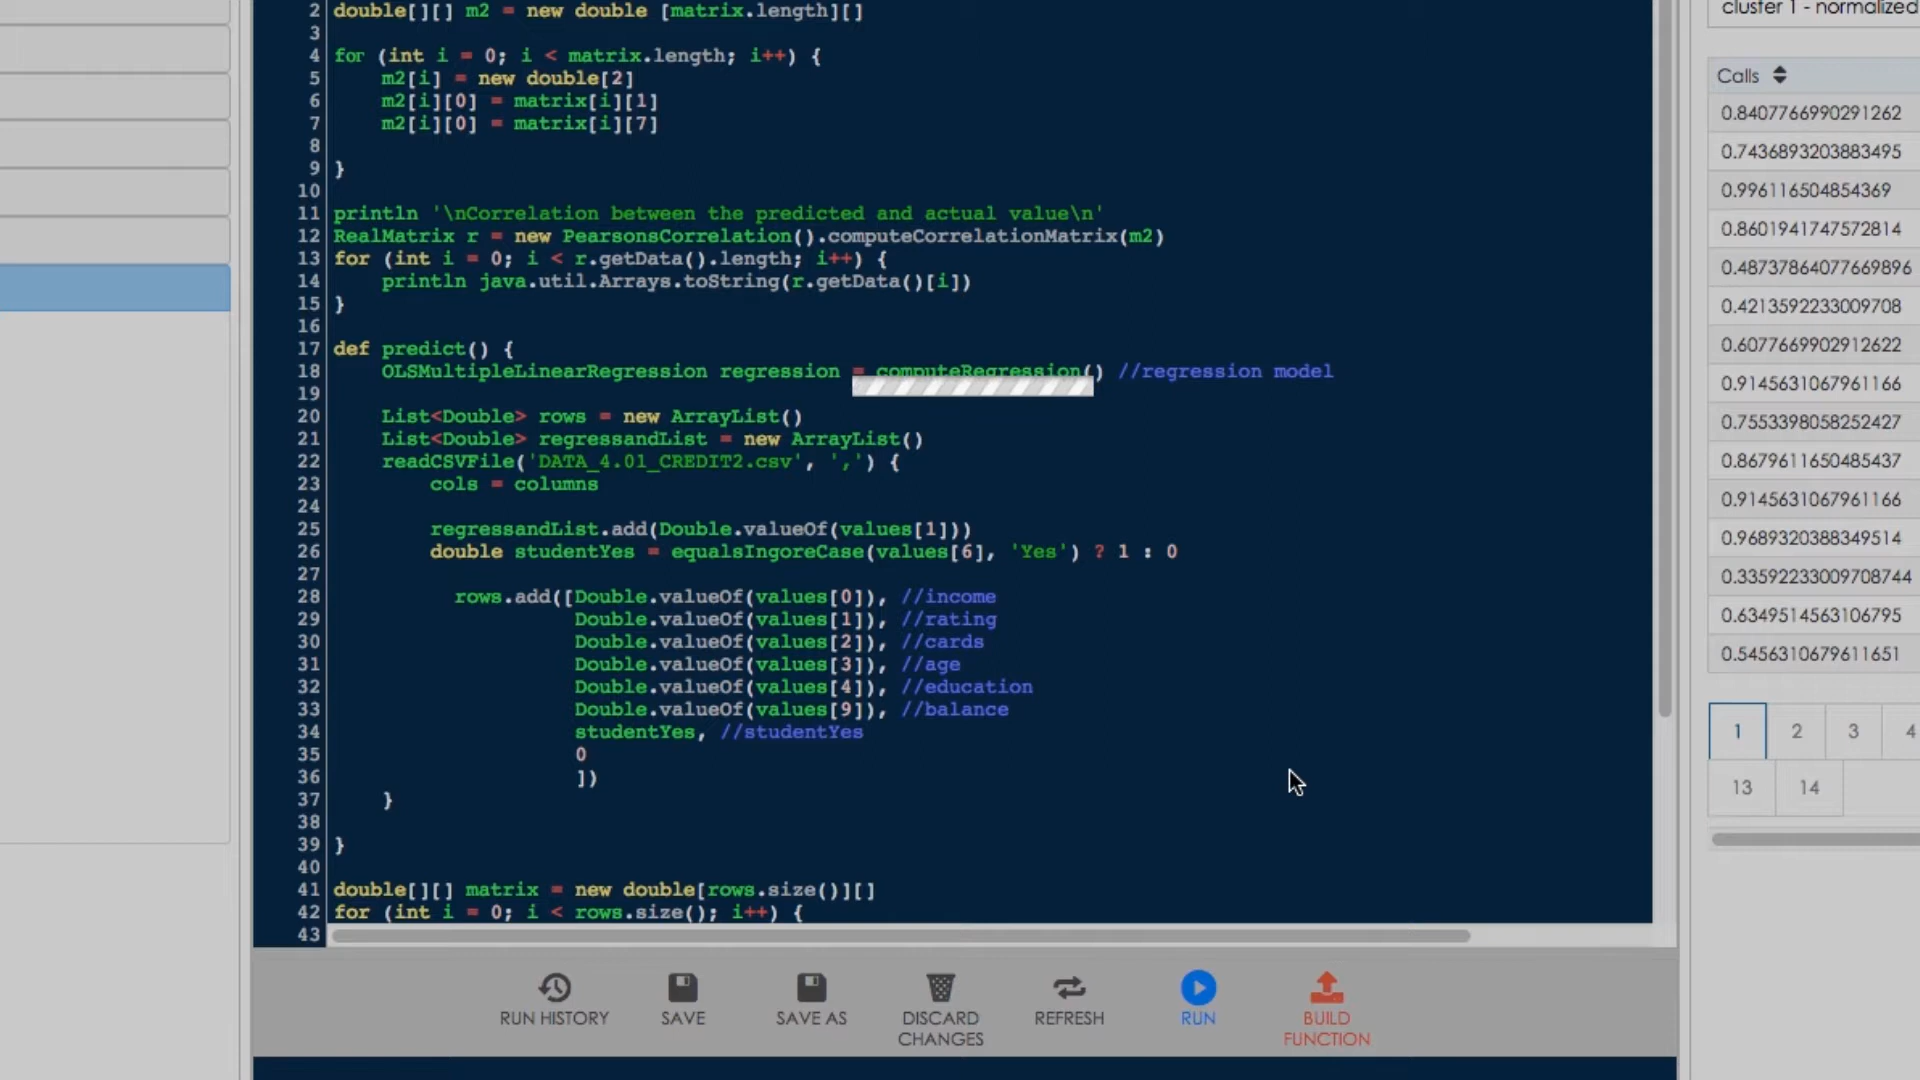 2 double[][] m2 = new double [matrix.length][]
3
4 for (int i = 0; i < matrix.length; i++) {
5 m2[i] = new double[2]
6 m2[i][0] = matrix[i][1]
7 m2[i][0] = matrix[i][7]
8
9 }
10
11 println '\nCorrelation between the predicted and actual value\n'
12 RealMatrix r = new PearsonsCorrelation().computeCorrelationMatrix(m2)
13 for (int i = 0; i < r.getData().length; i++) {
14 println java.util.Arrays.toString(r.getData()[i])
15 }
16
17 def predict() {
18 OLSMultipleLinearRegression regression = computeRegression() //regression model
19
20 List<Double> rows = new ArrayList()
21 List<Double> regressandList = new ArrayList()
22 readCSVFile('DATA_4.01_CREDIT2.csv', ',') {
23 cols = columns
24
25 regressandList.add(Double.valueOf(values[1]))
26 double studentYes = equalsIngoreCase(values[6], 'Yes') ? 1 : 0
27
28 rows.add([Double.valueOf(values[0]), //income
29 Double.valueOf(values[1]), //rating
30 Double.valueOf(values[2]), //cards
31 Double.valueOf(values[3]), //age
32 Double.valueOf(values[4]), //education
33 Double.valueOf(values[9]), //balance
34 studentYes, //studentYes
35 0
36 ])
37 }
38
39 }
40
41 double[][] matrix = new double[rows.size()][]
42 for (int i = 0; i < rows.size(); i++) {
43
RUN HISTORY
SAVE
SAVE AS
DISCARD
CHANGES
REFRESH
RUN
BUILD
FUNCTION
cluster 1 - normalized
Calls
0.8407766990291262
0.7436893203883495
0.996116504854369
0.8601941747572814
0.48737864077669896
0.4213592233009708
0.6077669902912622
0.9145631067961166
0.7553398058252427
0.8679611650485437
0.9145631067961166
0.9689320388349514
0.33592233009708744
0.6349514563106795
0.5456310679611651
1 2 3 4
13 14